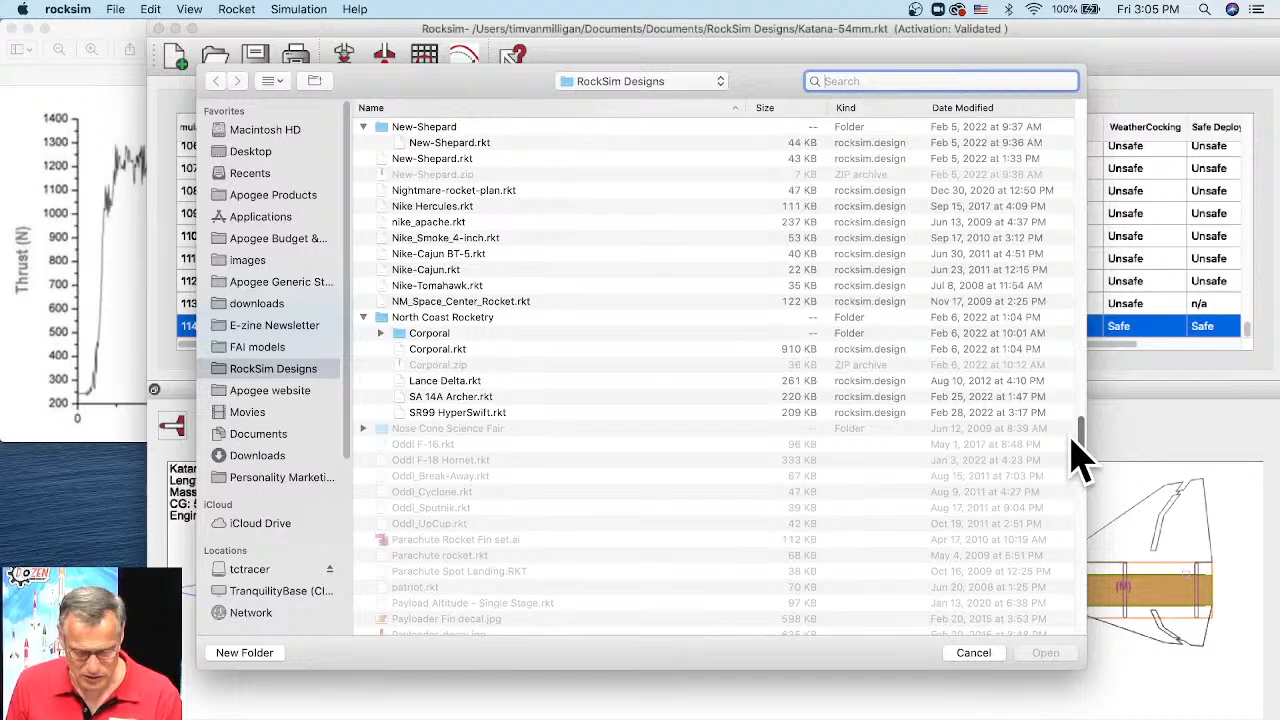 rocksim File Edit View Rocket Simulation Help 100% Fri 3:05 PM
Rocksim- /Users/timvanmilligan/Documents/Documents/RockSim Designs/Katana-54mm.rkt (Activation: Validated )
RockSim Designs
Search
Favorites
Macintosh HD
Desktop
Recents
Apogee Products
Applications
Apogee Budget &...
images
Apogee Generic St...
downloads
E-zine Newsletter
FAI models
RockSim Designs
Apogee website
Movies
Documents
Downloads
Personality Marketi...
iCloud
iCloud Drive
Locations
tctracer
TranquilityBase (Cl...
Network
Name Size Kind Date Modified
New-Shepard -- Folder Feb 5, 2022 at 9:37 AM
New-Shepard.rkt 44 KB rocksim.design Feb 5, 2022 at 9:36 AM
New-Shepard.rkt 43 KB rocksim.design Feb 5, 2022 at 1:33 PM
New-Shepard.zip 7 KB ZIP archive Feb 5, 2022 at 9:38 AM
Nightmare-rocket-plan.rkt 47 KB rocksim.design Dec 30, 2020 at 12:50 PM
Nike Hercules.rkt 111 KB rocksim.design Sep 15, 2017 at 4:09 PM
nike_apache.rkt 237 KB rocksim.design Jun 13, 2009 at 4:37 PM
Nike_Smoke_4-inch.rkt 53 KB rocksim.design Sep 17, 2010 at 3:12 PM
Nike-Cajun BT-5.rkt 40 KB rocksim.design Jun 30, 2011 at 4:51 PM
Nike-Cajun.rkt 22 KB rocksim.design Jun 23, 2011 at 12:15 PM
Nike-Tomahawk.rkt 35 KB rocksim.design Jul 8, 2008 at 11:54 AM
NM_Space_Center_Rocket.rkt 122 KB rocksim.design Nov 17, 2009 at 2:25 PM
North Coast Rocketry -- Folder Feb 6, 2022 at 1:04 PM
Corporal -- Folder Feb 6, 2022 at 10:01 AM
Corporal.rkt 910 KB rocksim.design Feb 6, 2022 at 1:04 PM
Corporal.zip 36 KB ZIP archive Feb 6, 2022 at 10:12 AM
Lance Delta.rkt 261 KB rocksim.design Aug 10, 2012 at 4:10 PM
SA 14A Archer.rkt 220 KB rocksim.design Feb 25, 2022 at 1:47 PM
SR99 HyperSwift.rkt 209 KB rocksim.design Feb 28, 2022 at 3:17 PM
Nose Cone Science Fair -- Folder Jun 12, 2009 at 8:39 AM
Oddl F-16.rkt 96 KB May 1, 2017 at 8:48 PM
Oddl F-18 Hornet.rkt 333 KB Jan 3, 2022 at 4:23 PM
Oddl_Break-Away.rkt 67 KB Aug 15, 2011 at 7:03 PM
Oddl_Cyclone.rkt 47 KB Aug 9, 2011 at 4:27 PM
Oddl_Sputnik.rkt 39 KB Aug 17, 2011 at 9:04 PM
Oddl_UpCup.rkt 42 KB Oct 19, 2011 at 2:51 PM
Parachute Rocket Fin set.ai 112 KB Apr 17, 2010 at 10:19 AM
Parachute rocket.rkt 68 KB May 4, 2009 at 5:51 PM
Parachute Spot Landing.RKT 38 KB Oct 16, 2009 at 12:25 PM
patriot.rkt 70 KB Jun 20, 2008 at 1:25 PM
Payload Altitude - Single Stage.rkt 97 KB Jan 13, 2020 at 6:38 PM
Payloader Fin decal.jpg 598 KB Feb 20, 2015 at 3:53 PM
New Folder Cancel Open
Thrust (N)
1400
1300
1200
1100
1000
900
800
700
600
500
400
300
200
0
WeatherCocking Safe Deploy
Unsafe Unsafe
Unsafe Unsafe
Unsafe Unsafe
Unsafe Unsafe
Unsafe Unsafe
Unsafe Unsafe
Unsafe Unsafe
Unsafe n/a
Safe Safe